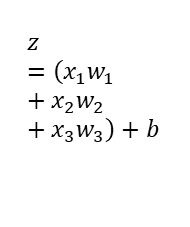 z
= (x₁w₁
+ x₂w₂
+ x₃w₃) + b